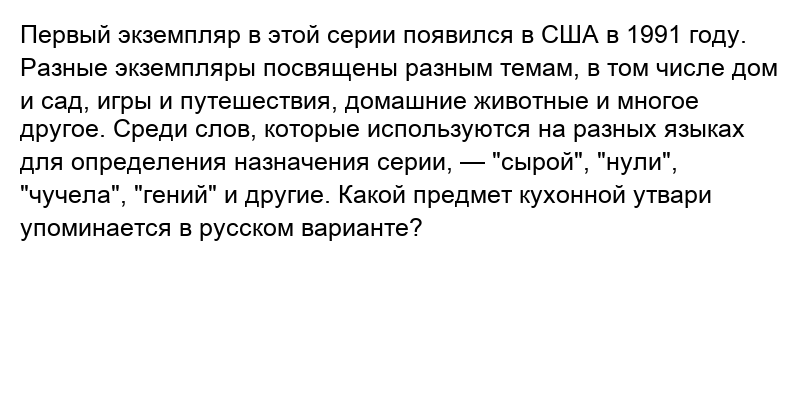 Первый экземпляр в этой серии появился в США в 1991 году.
Разные экземпляры посвящены разным темам, в том числе дом
и сад, игры и путешествия, домашние животные и многое
другое. Среди слов, которые используются на разных языках
для определения назначения серии, — "сырой", "нули",
"чучела", "гений" и другие. Какой предмет кухонной утвари
упоминается в русском варианте?